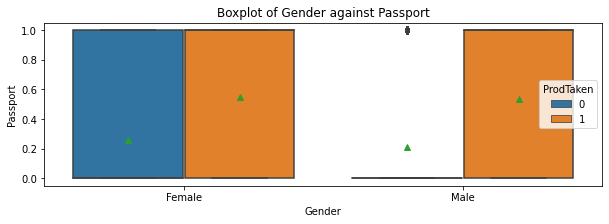 Boxplot of Gender against Passport
1.0
0.8
0.6
0.4
0.2
0.0
Passport
ProdTaken
0
1
Female
Male
Gender